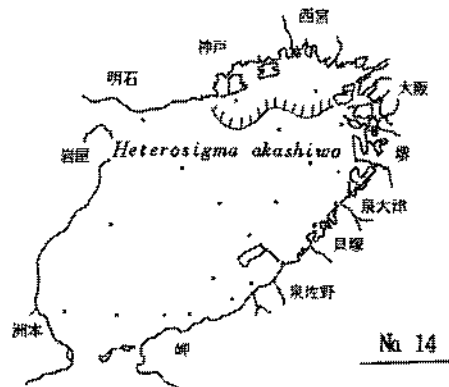 西宮
神戸
明石
大阪
岩屋
Heterosigma akashiwo
堺
泉大津
貝塚
泉佐野
洲本
岬
№ 14